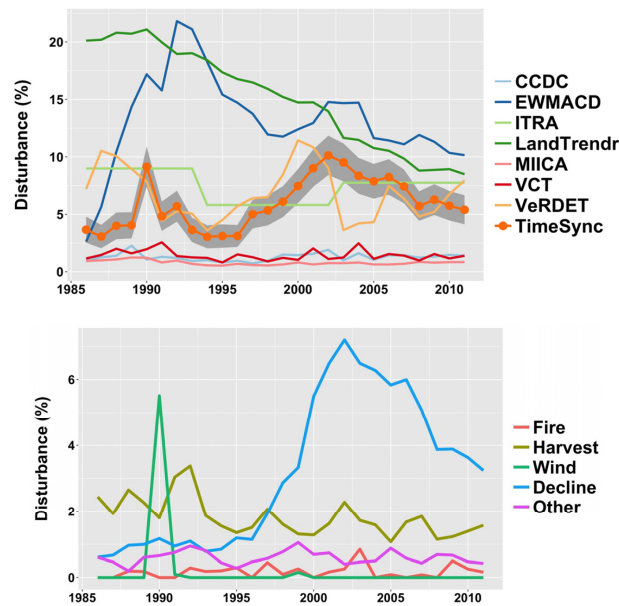 Disturbance (%)
20
15
10
5
0
1985
1990
1995
2000
2005
2010
CCDC
EWMACD
ITRA
LandTrendr
MIICA
VCT
VeRDET
TimeSync
Disturbance (%)
6
4
2
0
1985
1990
1995
2000
2005
2010
Fire
Harvest
Wind
Decline
Other